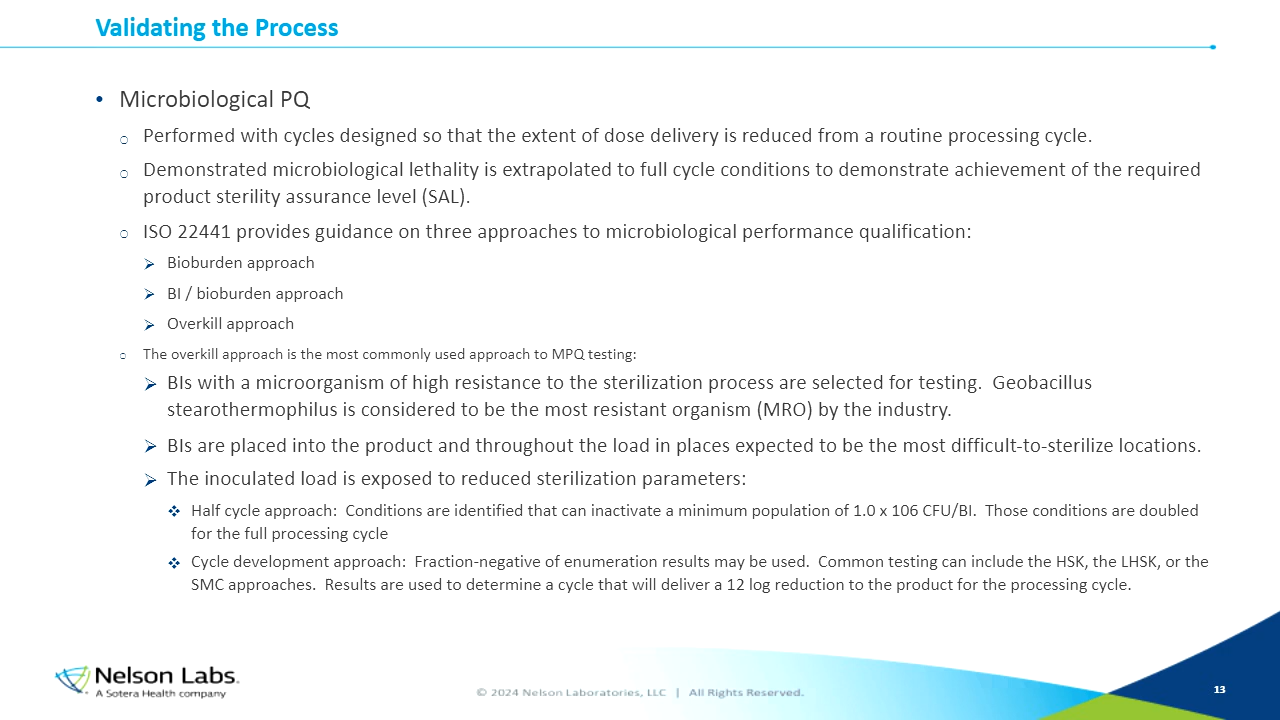 Validating the Process
• Microbiological PQ
○ Performed with cycles designed so that the extent of dose delivery is reduced from a routine processing cycle.
○ Demonstrated microbiological lethality is extrapolated to full cycle conditions to demonstrate achievement of the required
product sterility assurance level (SAL).
○ ISO 22441 provides guidance on three approaches to microbiological performance qualification:
➢ Bioburden approach
➢ BI / bioburden approach
➢ Overkill approach
○ The overkill approach is the most commonly used approach to MPQ testing:
➢ BIs with a microorganism of high resistance to the sterilization process are selected for testing.  Geobacillus
stearothermophilus is considered to be the most resistant organism (MRO) by the industry.
➢ BIs are placed into the product and throughout the load in places expected to be the most difficult-to-sterilize locations.
➢ The inoculated load is exposed to reduced sterilization parameters:
❖ Half cycle approach:  Conditions are identified that can inactivate a minimum population of 1.0 x 106 CFU/BI.  Those conditions are doubled
for the full processing cycle
❖ Cycle development approach:  Fraction-negative of enumeration results may be used.  Common testing can include the HSK, the LHSK, or the
SMC approaches.  Results are used to determine a cycle that will deliver a 12 log reduction to the product for the processing cycle.
Nelson Labs.
A Sotera Health company
© 2024 Nelson Laboratories, LLC | All Rights Reserved.
13